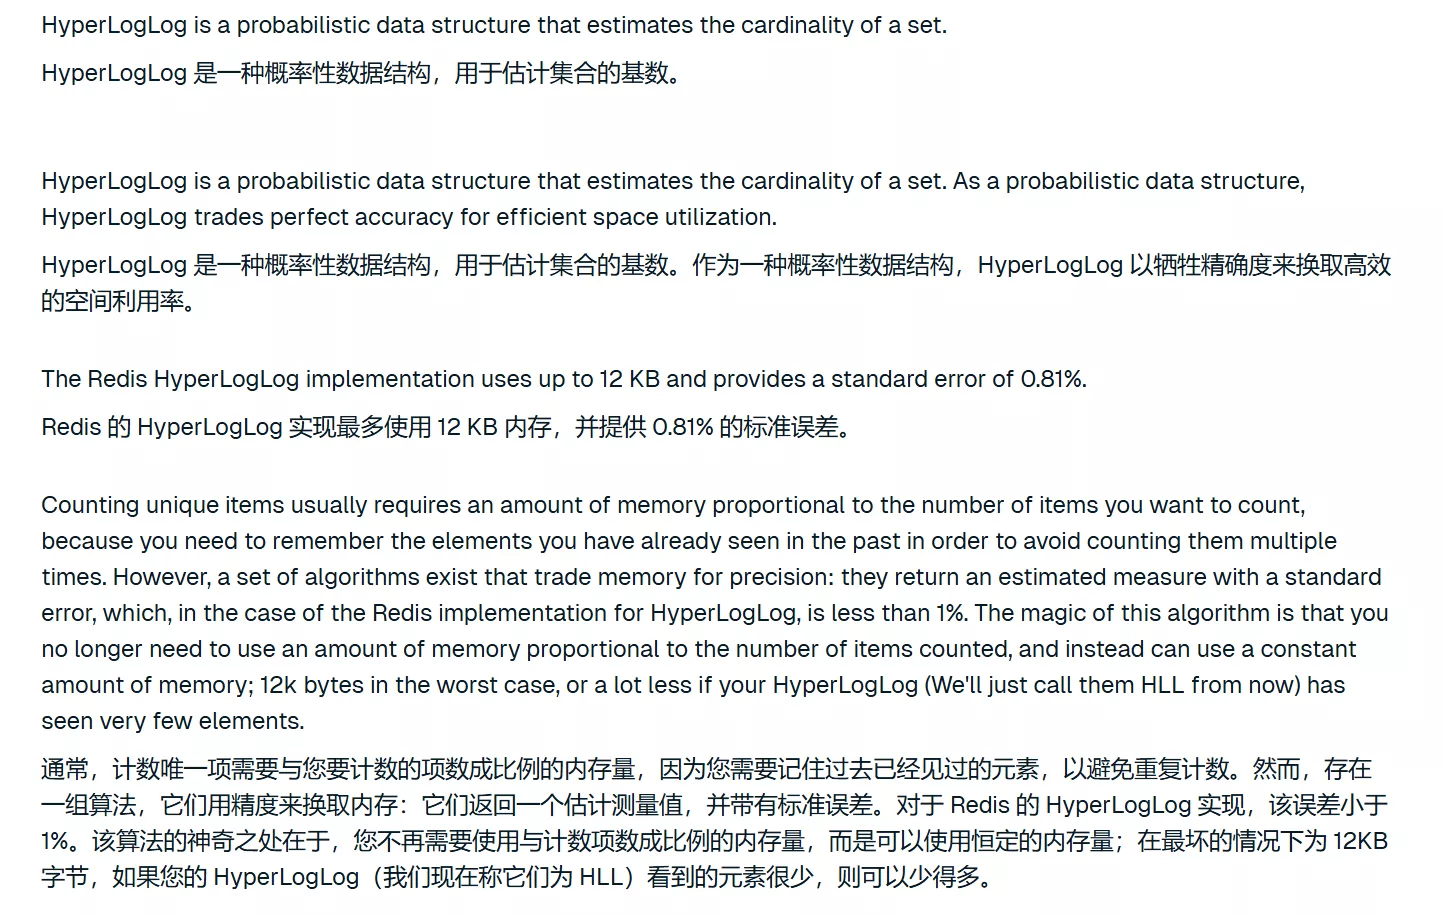 HyperLogLog is a probabilistic data structure that estimates the cardinality of a set.
HyperLogLog 是一种概率性数据结构，用于估计集合的基数。
HyperLogLog is a probabilistic data structure that estimates the cardinality of a set. As a probabilistic data structure,
HyperLogLog trades perfect accuracy for efficient space utilization.
HyperLogLog 是一种概率性数据结构，用于估计集合的基数。作为一种概率性数据结构，HyperLogLog 以牺牲精确度来换取高效
的空间利用率。
The Redis HyperLogLog implementation uses up to 12 KB and provides a standard error of 0.81%.
Redis 的 HyperLogLog 实现最多使用 12 KB 内存，并提供 0.81% 的标准误差。
Counting unique items usually requires an amount of memory proportional to the number of items you want to count,
because you need to remember the elements you have already seen in the past in order to avoid counting them multiple
times. However, a set of algorithms exist that trade memory for precision: they return an estimated measure with a standard
error, which, in the case of the Redis implementation for HyperLogLog, is less than 1%. The magic of this algorithm is that you
no longer need to use an amount of memory proportional to the number of items counted, and instead can use a constant
amount of memory; 12k bytes in the worst case, or a lot less if your HyperLogLog (We'll just call them HLL from now) has
seen very few elements.
通常，计数唯一项需要与您要计数的项数成比例的内存量，因为您需要记住过去已经见过的元素，以避免重复计数。然而，存在
一组算法，它们用精度来换取内存：它们返回一个估计测量值，并带有标准误差。对于 Redis 的 HyperLogLog 实现，该误差小于
1%。该算法的神奇之处在于，您不再需要使用与计数项数成比例的内存量，而是可以使用恒定的内存量；在最坏的情况下为 12KB
字节，如果您的 HyperLogLog（我们现在称它们为 HLL）看到的元素很少，则可以少得多。